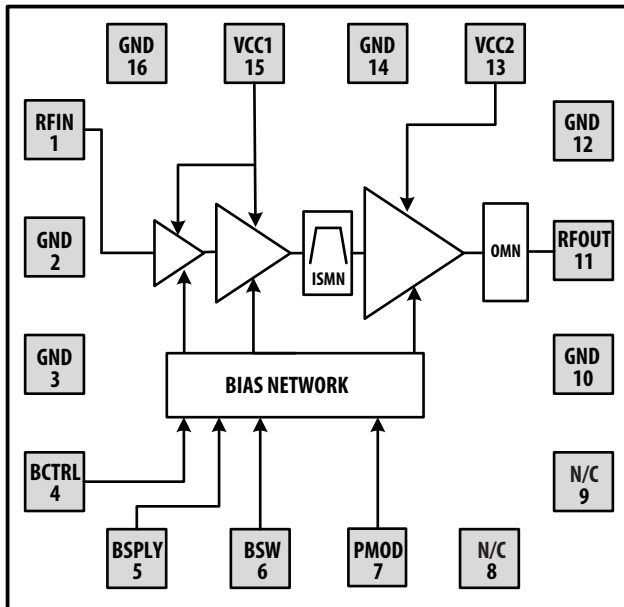 GND
16
VCC1
15
GND
14
VCC2
13
RFIN
1
GND
12
GND
2
ISMN
OMN
RFOUT
11
GND
3
BIAS NETWORK
GND
10
BCTRL
4
N/C
9
BSPLY
5
BSW
6
PMOD
7
N/C
8